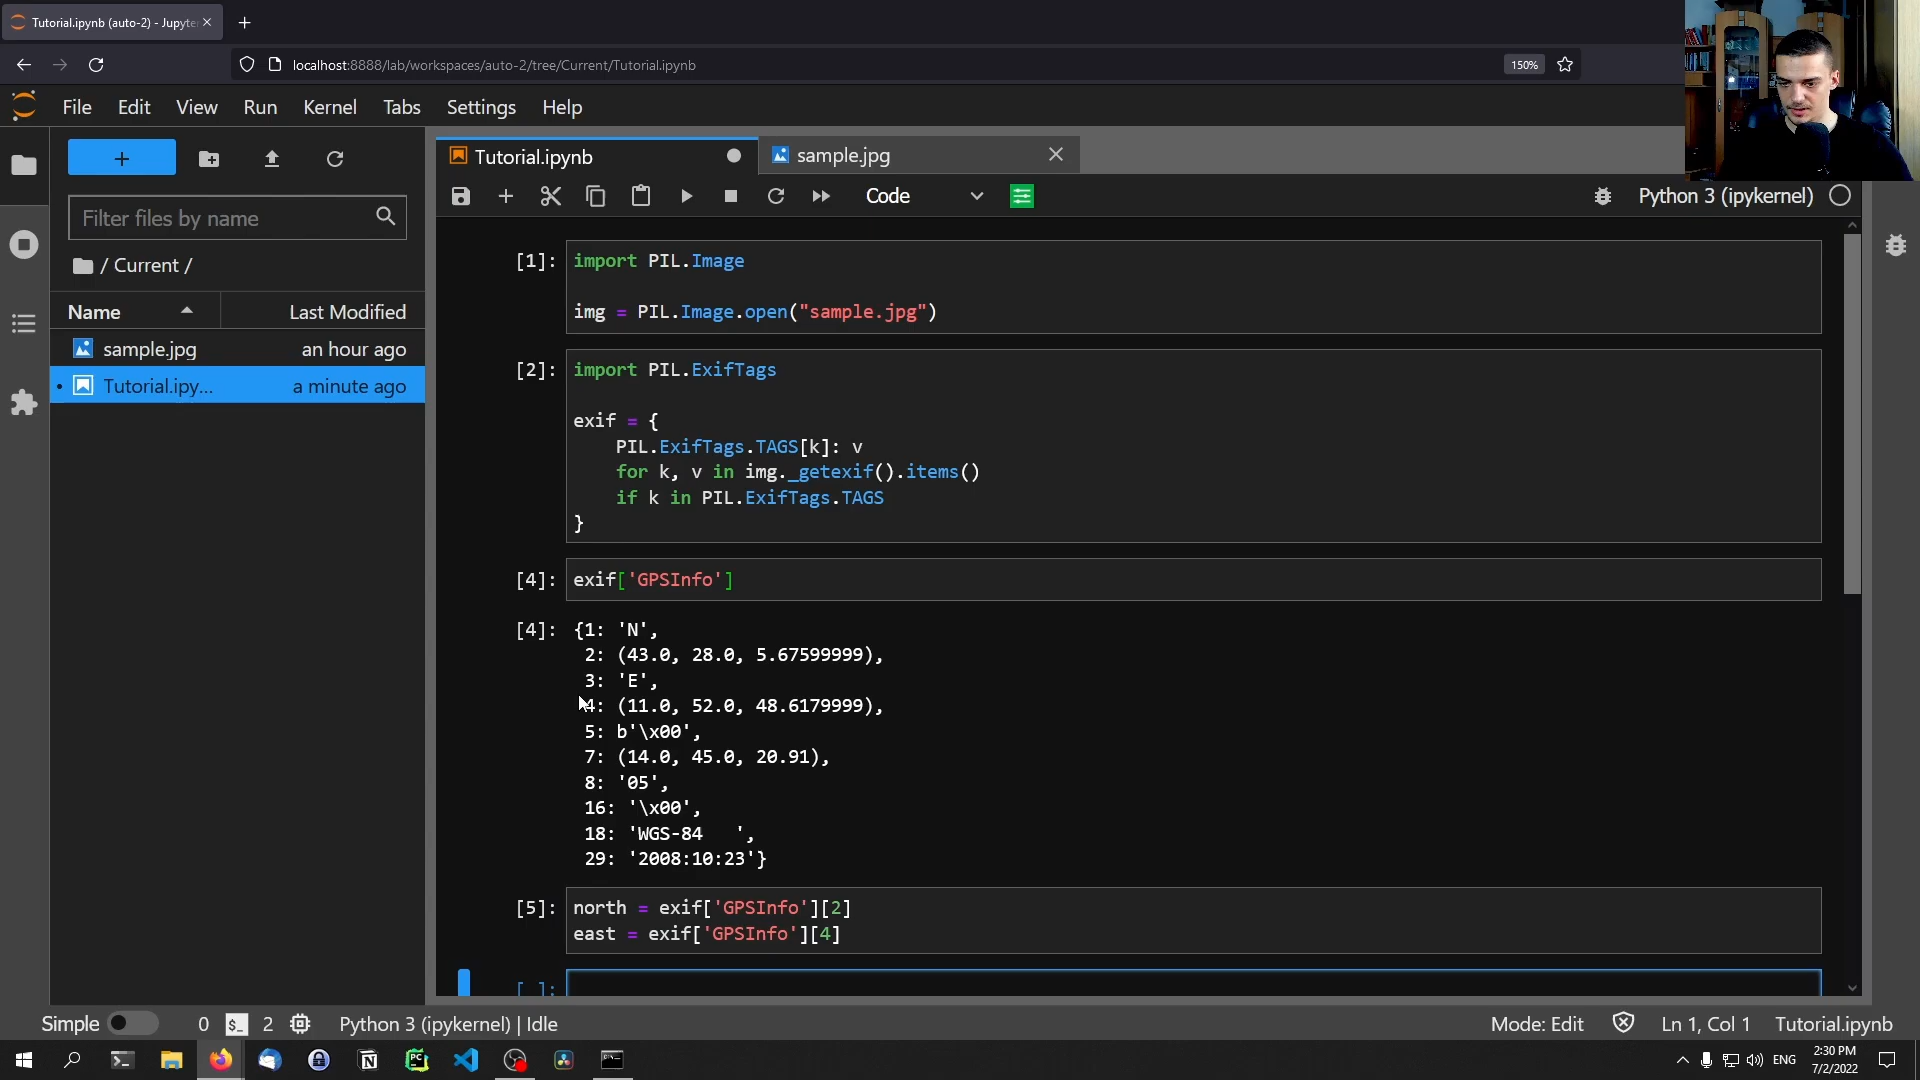 Tutorial.ipynb (auto-2) - Jupyte
localhost:8888/lab/workspaces/auto-2/tree/Current/Tutorial.ipynb
150%
File Edit View Run Kernel Tabs Settings Help
Tutorial.ipynb
sample.jpg
Code
Python 3 (ipykernel)
Filter files by name
/ Current /
Name Last Modified
sample.jpg an hour ago
Tutorial.ipy... a minute ago
[1]: import PIL.Image
img = PIL.Image.open("sample.jpg")
[2]: import PIL.ExifTags
exif = {
PIL.ExifTags.TAGS[k]: v
for k, v in img._getexif().items()
if k in PIL.ExifTags.TAGS
}
[4]: exif['GPSInfo']
[4]: {1: 'N',
2: (43.0, 28.0, 5.67599999),
3: 'E',
4: (11.0, 52.0, 48.6179999),
5: b'\x00',
7: (14.0, 45.0, 20.91),
8: '05',
16: '\x00',
18: 'WGS-84   ',
29: '2008:10:23'}
[5]: north = exif['GPSInfo'][2]
east = exif['GPSInfo'][4]
[ ]:
Simple 0 $_ 2 Python 3 (ipykernel) | Idle
Mode: Edit Ln 1, Col 1 Tutorial.ipynb
ENG
2:30 PM
7/2/2022